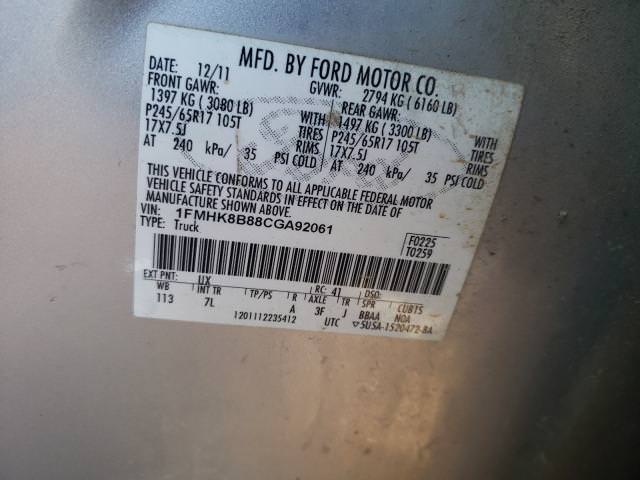 MFD. BY FORD MOTOR CO.
DATE: 12/11 GVWR: 2794 KG ( 6160 LB)
FRONT GAWR: REAR GAWR:
1397 KG ( 3080 LB) WITH 1497 KG ( 3300 LB) WITH
P245/65R17 105T TIRES P245/65R17 105T TIRES
17X7.5J RIMS 17X7.5J RIMS
AT 240 kPa/ 35 PSI COLD AT 240 kPa/ 35 PSI COLD
THIS VEHICLE CONFORMS TO ALL APPLICABLE FEDERAL MOTOR
VEHICLE SAFETY STANDARDS IN EFFECT ON THE DATE OF
MANUFACTURE SHOWN ABOVE.
VIN: 1FMHK8B88CGA92061
TYPE: Truck
F0225
T0259
EXT PNT: UX RC: 41 DSO:
WB INT TR TP/PS R AXLE TR SPR CUBTS
113 7L A 3F J BBAA NOA
1201112235412 UTC ▽5USA-1520472-BA
Ford